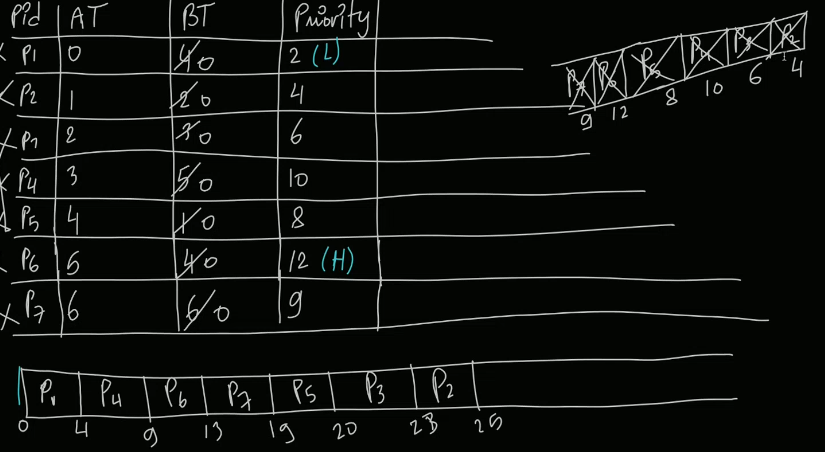 Pid AT BT Priority
P1 0 4 0 2 (L)
P2 1 2 0 4
2 0 6
P4 3 5 0 10
P5 4 1 0 8
P6 5 4 0 12 (H)
P7 6 6 0 9
P7 P6 P5 P4 P3 P2
9 12 8 10 6 4
P1 P4 P6 P7 P5 P3 P2
0 4 9 13 19 20 23 25